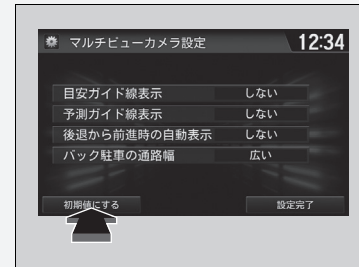 マルチビューカメラ設定 12:34
目安ガイド線表示 しない
予測ガイド線表示 しない
後退から前進時の自動表示 しない
バック駐車の通路幅 広い
初期値にする 設定完了